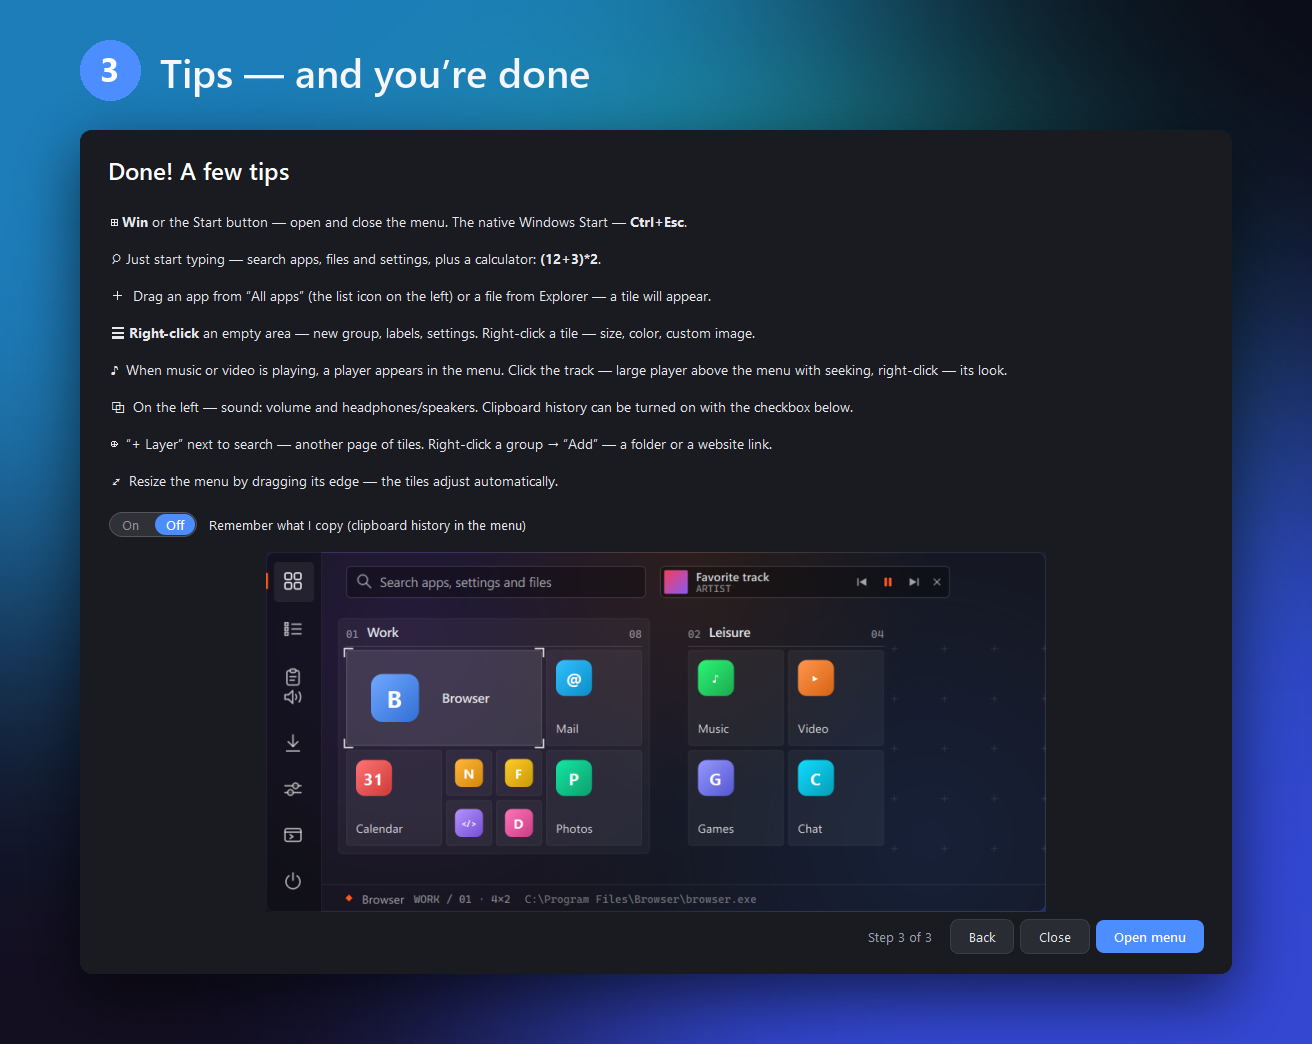 3
Tips — and you’re done
Done! A few tips
⊞ Win or the Start button — open and close the menu. The native Windows Start — Ctrl+Esc.
Just start typing — search apps, files and settings, plus a calculator: (12+3)*2.
+ Drag an app from “All apps” (the list icon on the left) or a file from Explorer — a tile will appear.
☰ Right-click an empty area — new group, labels, settings. Right-click a tile — size, color, custom image.
♪ When music or video is playing, a player appears in the menu. Click the track — large player above the menu with seeking, right-click — its look.
On the left — sound: volume and headphones/speakers. Clipboard history can be turned on with the checkbox below.
⊕ “+ Layer” next to search — another page of tiles. Right-click a group → “Add” — a folder or a website link.
⤢ Resize the menu by dragging its edge — the tiles adjust automatically.
On Off Remember what I copy (clipboard history in the menu)
Search apps, settings and files
Favorite track
ARTIST
01 Work 08
02 Leisure 04
B Browser
@
Mail
♪
Music
Video
31
Calendar
N
F
</>
D
P
Photos
G
Games
C
Chat
Browser WORK / 01 · 4×2 C:\Program Files\Browser\browser.exe
Step 3 of 3 Back Close Open menu